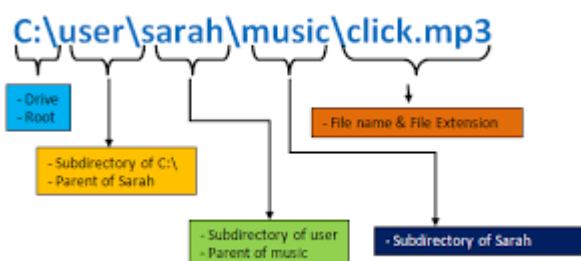 C:\user\sarah\music\click.mp3
- Drive
- Root
- File name & File Extension
- Subdirectory of C:\
- Parent of Sarah
- Subdirectory of user
- Parent of music
- Subdirectory of Sarah